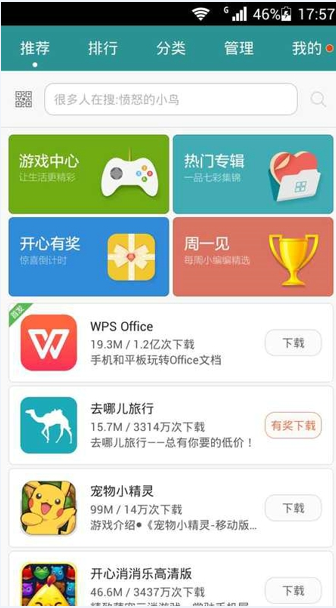 G 46% 17:57
推荐 排行 分类 管理 我的
很多人在搜:愤怒的小鸟
游戏中心
让生活更精彩
热门专辑
一品七彩集锦
开心有奖
惊喜倒计时
周一见
每周小编编精选
首发
WPS Office
19.3M / 1.2亿次下载
手机和平板玩转Office文档
下载
去哪儿旅行
15.7M / 3314万次下载
去哪儿旅行——总有你要的低价！
有奖下载
宠物小精灵
99M / 14万次下载
游戏介绍●《宠物小精灵-移动版...
下载
开心消消乐高清版
46.6M / 3437万次下载
下载